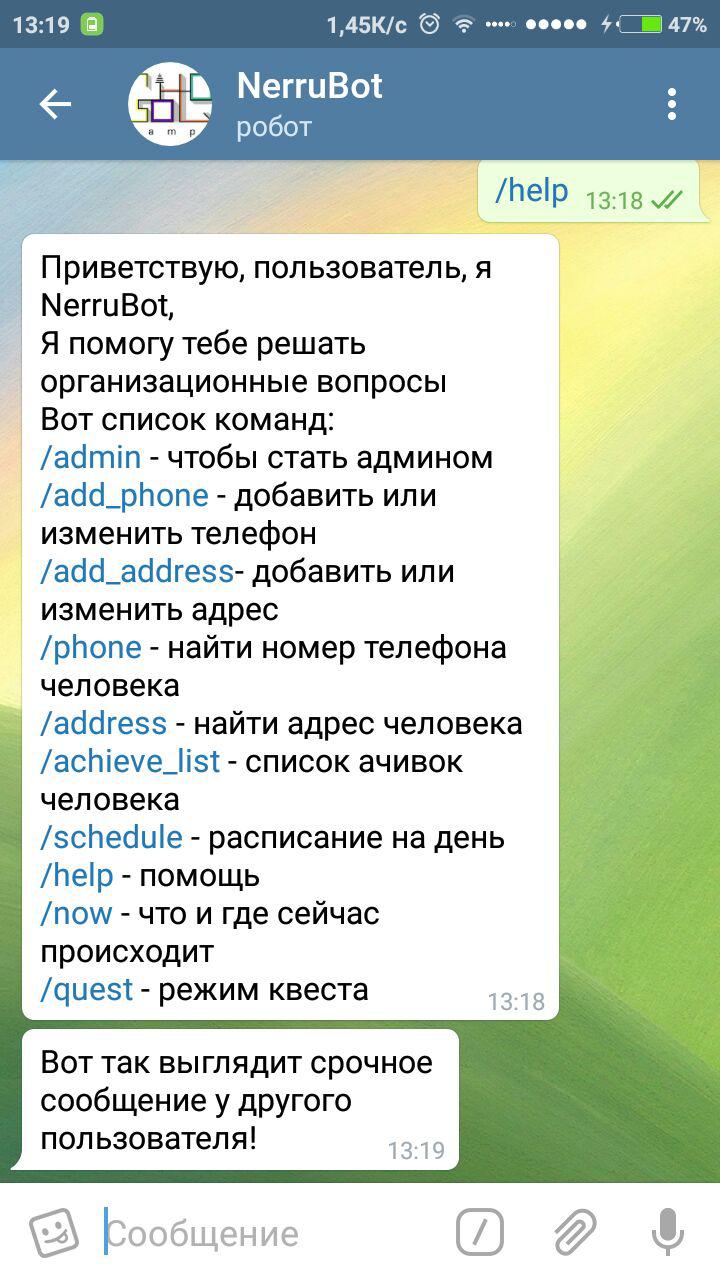 13:19 1,45K/с 47%
NerruBot
робот
a m p
/help 13:18
Приветствую, пользователь, я
NerruBot,
Я помогу тебе решать
организационные вопросы
Вот список команд:
/admin - чтобы стать админом
/add_phone - добавить или
изменить телефон
/add_address- добавить или
изменить адрес
/phone - найти номер телефона
человека
/address - найти адрес человека
/achieve_list - список ачивок
человека
/schedule - расписание на день
/help - помощь
/now - что и где сейчас
происходит
/quest - режим квеста
13:18
Вот так выглядит срочное
сообщение у другого
пользователя!
13:19
Сообщение